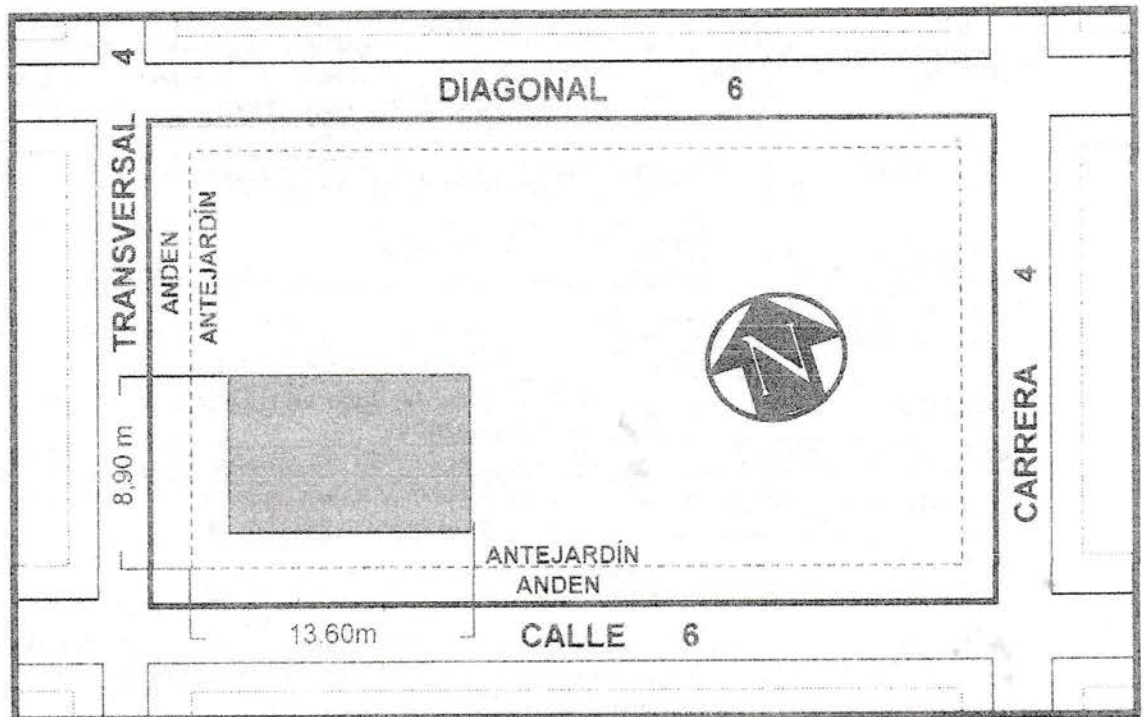 DIAGONAL 6
TRANSVERSAL 4
ANDEN
ANTEJARDÍN
N
CARRERA 4
8,90 m
ANTEJARDÍN
ANDEN
13.60m
CALLE 6